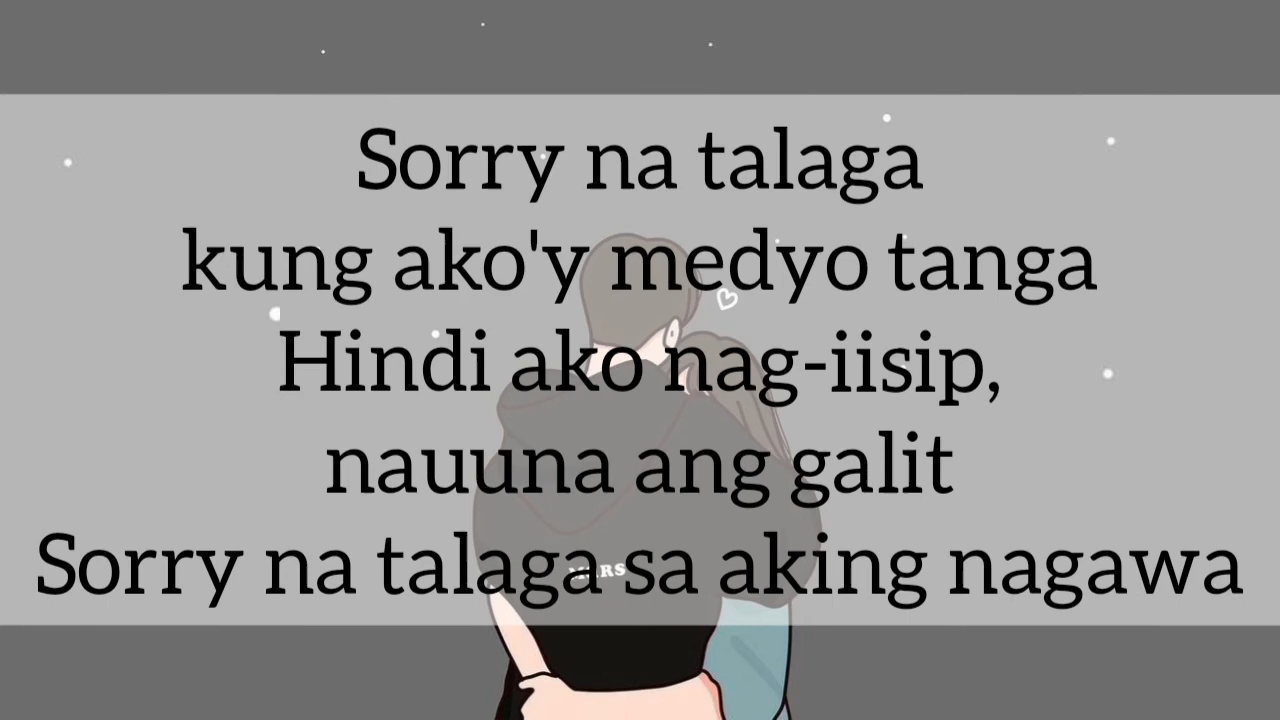 Sorry na talaga
kung ako'y medyo tanga
Hindi ako nag-iisip,
nauuna ang galit
Sorry na talaga sa aking nagawa